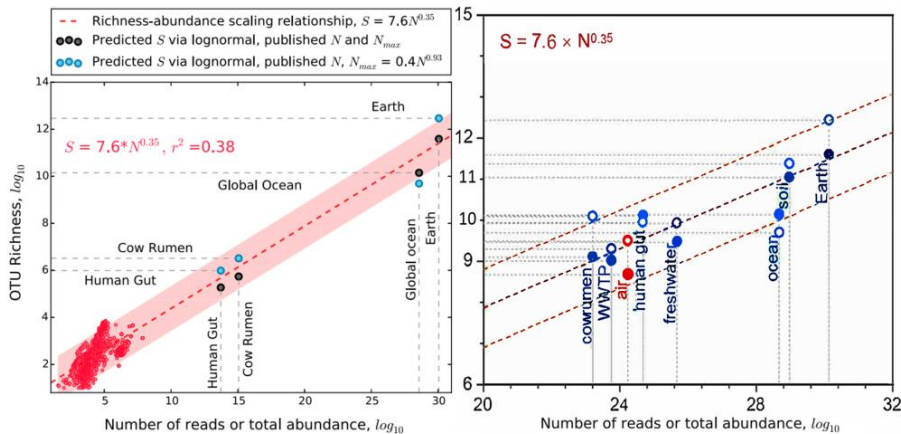 Richness-abundance scaling relationship, S = 7.6N^0.35
Predicted S via lognormal, published N and N_max
Predicted S via lognormal, published N, N_max = 0.4N^0.93
14
12
10
8
6
4
2
OTU Richness, log₁₀
S = 7.6*N^0.35, r² =0.38
Earth
Global Ocean
Cow Rumen
Human Gut
Human Gut
Cow Rumen
Global ocean
Earth
5
10
15
20
25
30
Number of reads or total abundance, log₁₀
15
12
11
10
9
6
S = 7.6 × N^0.35
cowrumen
WWTP
air
human gut
freshwater
ocean
soil
Earth
20
24
28
32
Number of reads or total abundance, log₁₀